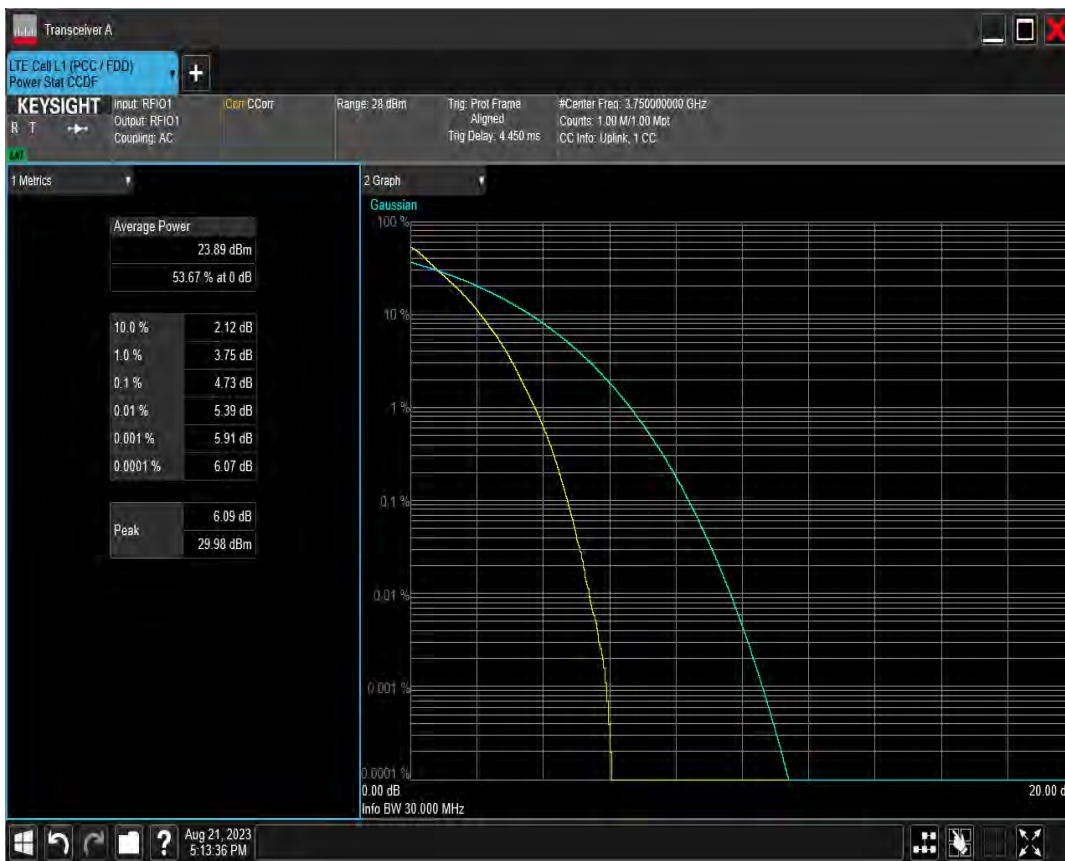 Transceiver A
LTE Cell L1 (PCC / FDD)
Power Stat CCDF
+
KEYSIGHT
R T
LXI
Input: RFIO1
Output: RFIO1
Coupling: AC
Corr CCorr
Range: 28 dBm
Trig: Prot Frame
Aligned
Trig Delay: 4.450 ms
#Center Freq: 3.750000000 GHz
Counts: 1.00 M/1.00 Mpt
CC Info: Uplink, 1 CC
1 Metrics
Average Power
23.89 dBm
53.67 % at 0 dB
10.0 % 2.12 dB
1.0 % 3.75 dB
0.1 % 4.73 dB
0.01 % 5.39 dB
0.001 % 5.91 dB
0.0001 % 6.07 dB
Peak
6.09 dB
29.98 dBm
2 Graph
Gaussian
100 %
10 %
1 %
0.1 %
0.01 %
0.001 %
0.0001 %
0.00 dB
20.00 d
Info BW 30.000 MHz
?
Aug 21, 2023
5:13:36 PM